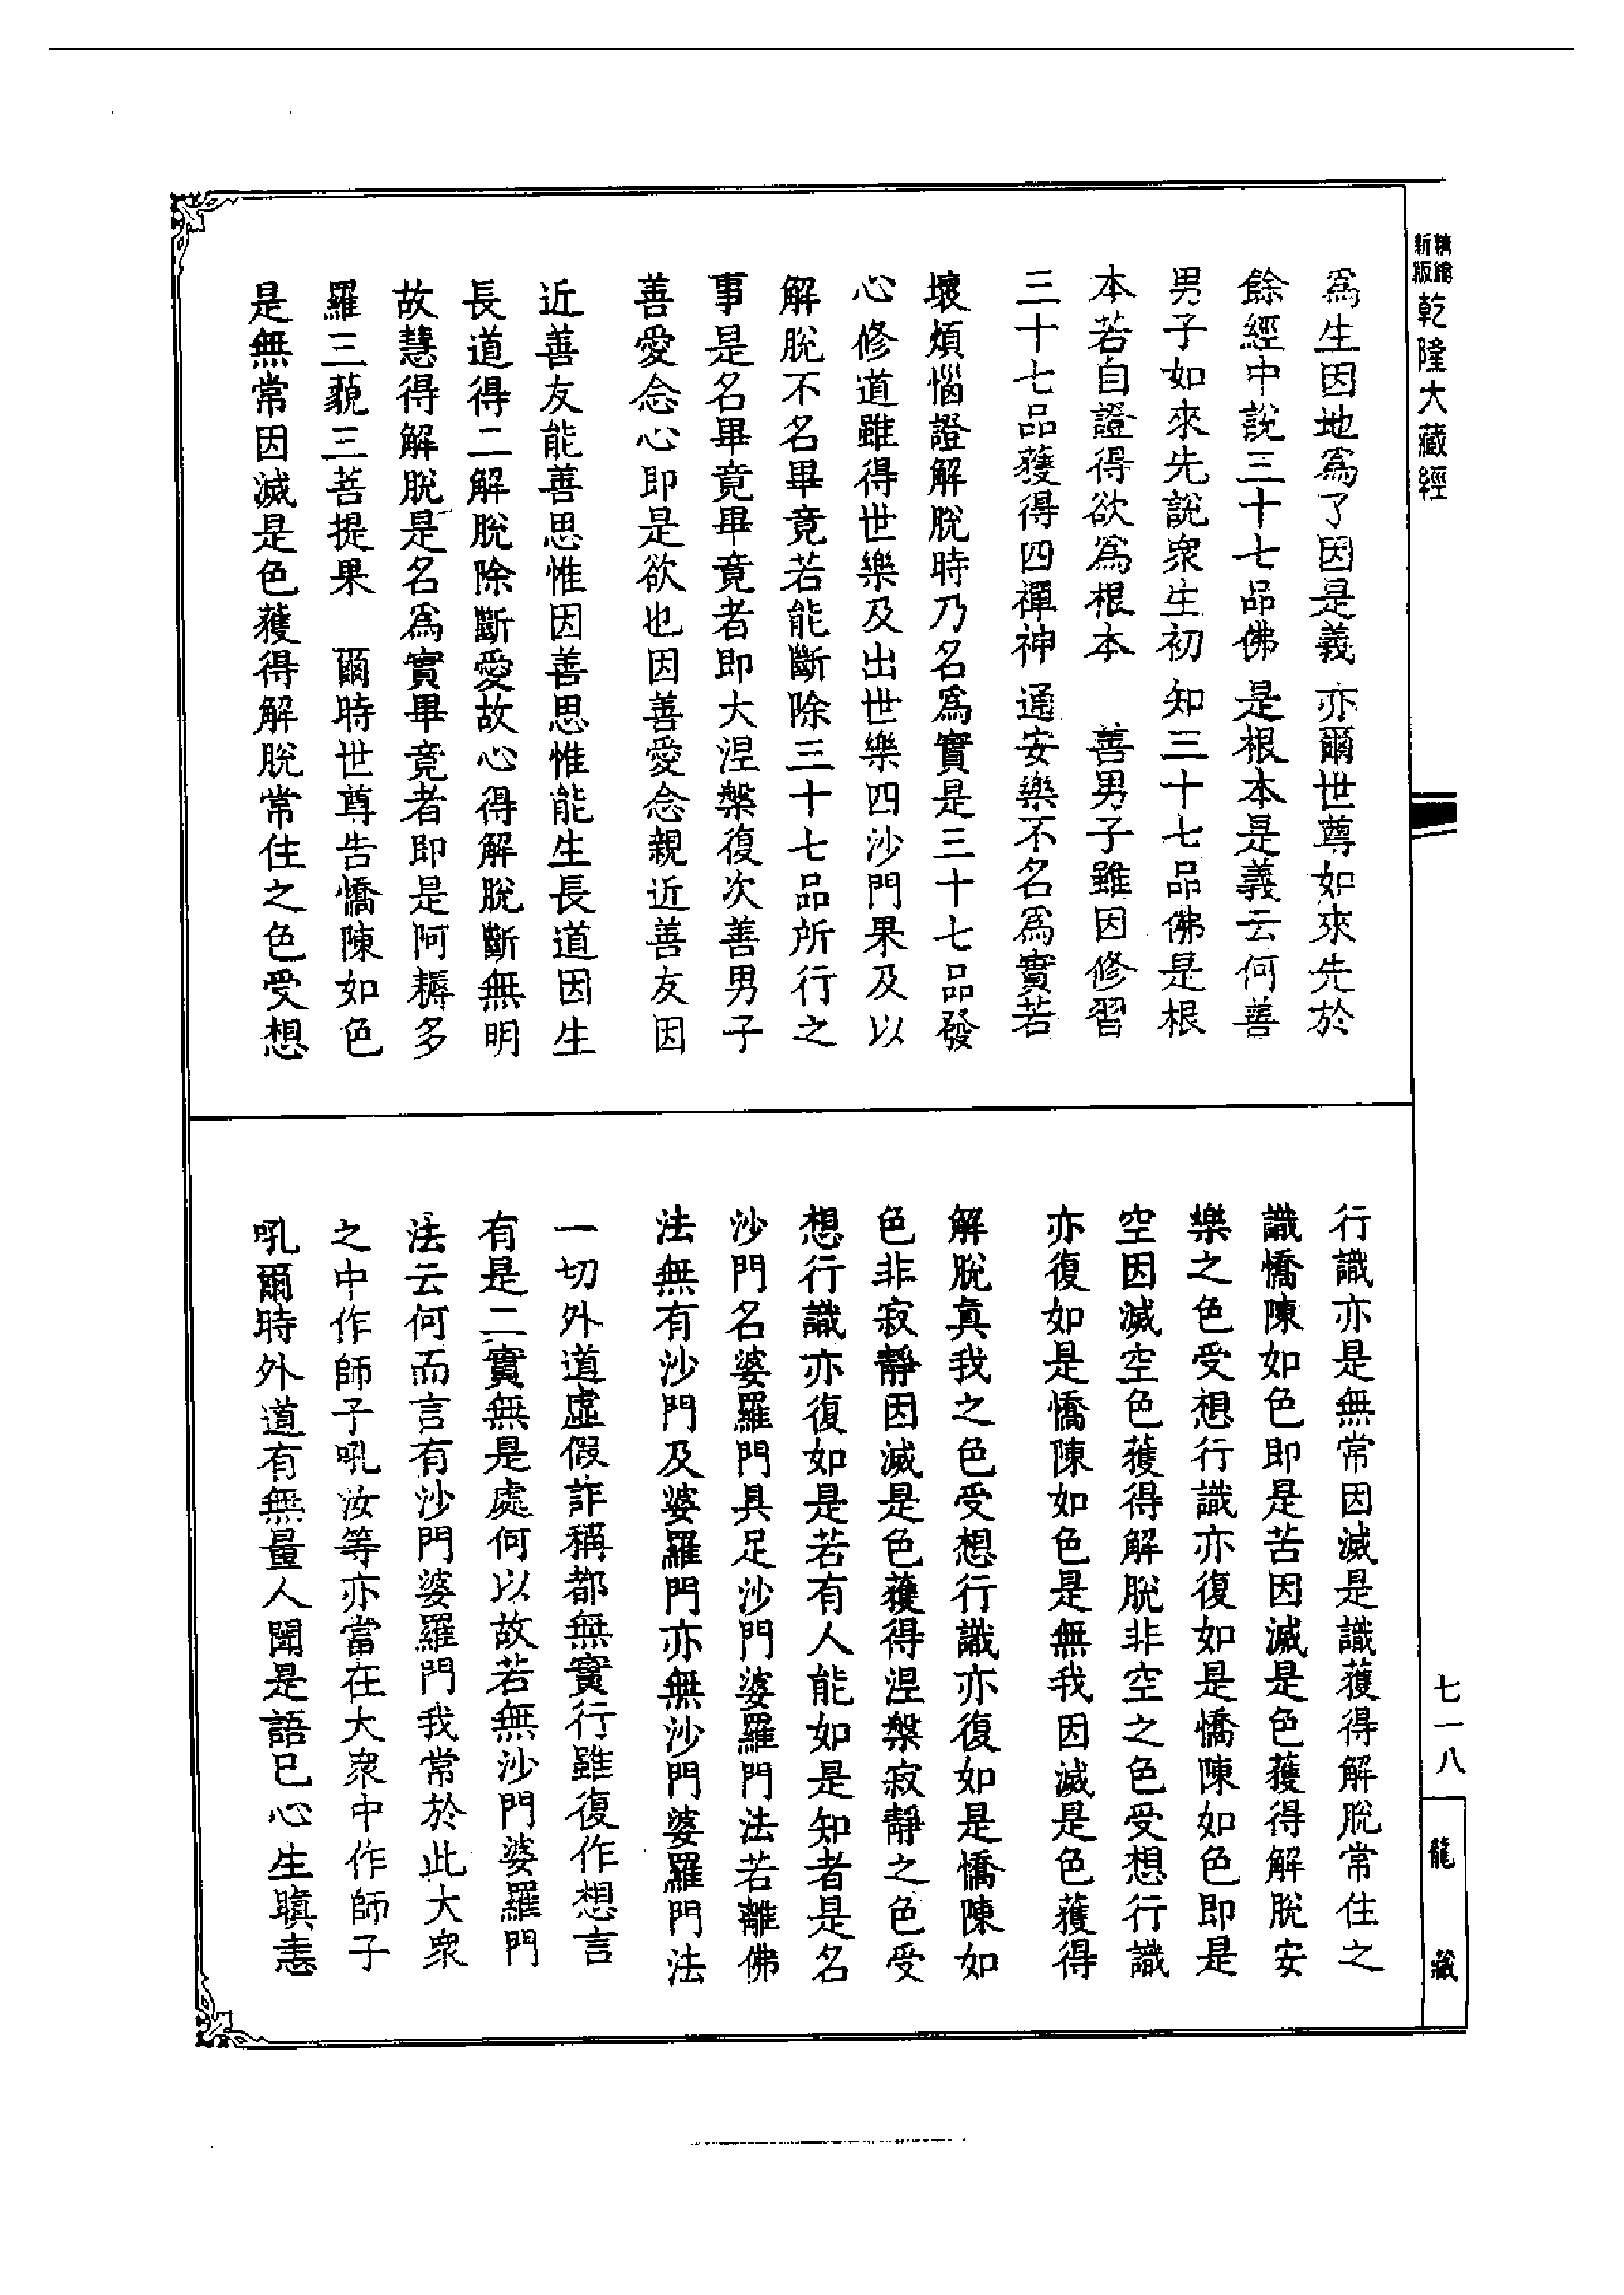 精繪
新版
乾隆大藏經
為生因地為了因是義亦爾世尊如來先於
餘經中說三十七品佛是根本是義云何善
男子如來先說衆生初知三十七品佛是根
本若自證得欲為根本　善男子雖因修習
三十七品獲得四禪神通安樂不名為實若
壞煩惱證解脫時乃名為實是三十七品發
心修道雖得世樂及出世樂四沙門果及以
解脫不名畢竟若能斷除三十七品所行之
事是名畢竟畢竟者即大涅槃復次善男子
善愛念心即是欲也因善愛念親近善友因
近善友能善思惟因善思惟能生長道因生
長道得二解脫除斷愛故心得解脫斷無明
故慧得解脫是名為實畢竟者即是阿耨多
羅三藐三菩提果　爾時世尊告憍陳如色
是無常因滅是色獲得解脫常住之色受想
行識亦是無常因滅是識獲得解脫常住之
識憍陳如色即是苦因滅是色獲得解脫安
樂之色受想行識亦復如是憍陳如色即是
空因滅空色獲得解脫非空之色受想行識
亦復如是憍陳如色是無我因滅是色獲得
解脫真我之色受想行識亦復如是憍陳如
色非寂靜因滅是色獲得涅槃寂靜之色受
想行識亦復如是若有人能如是知者是名
沙門名婆羅門具足沙門婆羅門法若離佛
法無有沙門及婆羅門亦無沙門婆羅門法
一切外道虛假詐稱都無實行雖復作想言
有是二實無是處何以故若無沙門婆羅門
法云何而言有沙門婆羅門我常於此大衆
之中作師子吼汝等亦當在大衆中作師子
吼爾時外道有無量人聞是語已心生瞋恚
七一八
龍藏